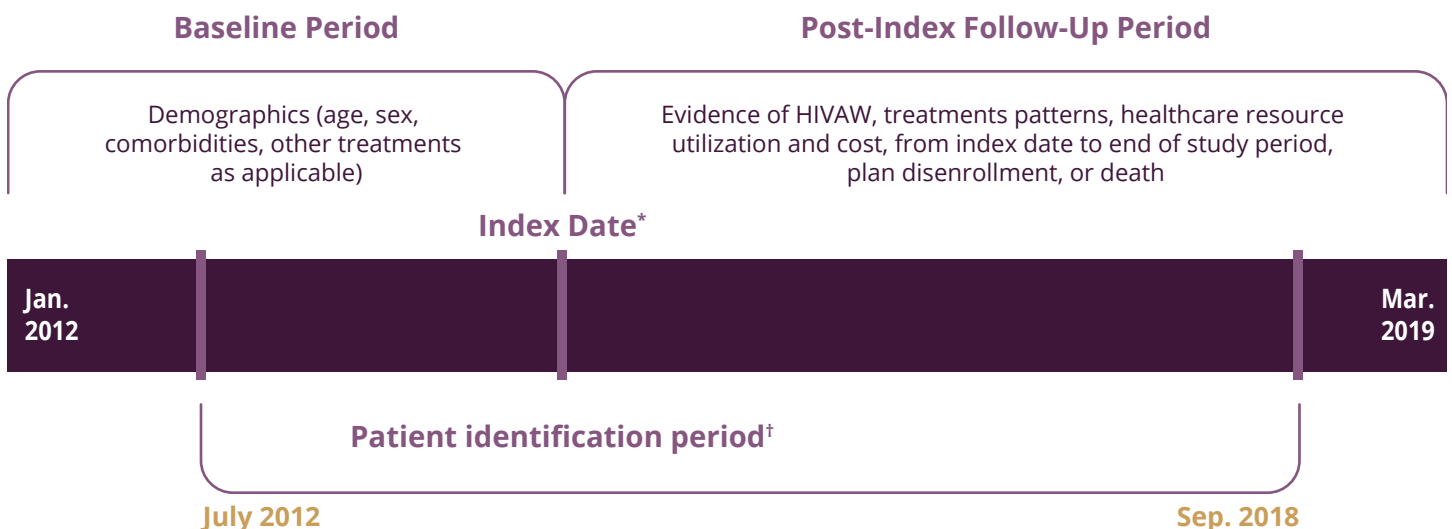 Baseline Period
Post-Index Follow-Up Period
Demographics (age, sex,
comorbidities, other treatments
as applicable)
Evidence of HIVAW, treatments patterns, healthcare resource
utilization and cost, from index date to end of study period,
plan disenrollment, or death
Index Date*
Jan.
2012
Mar.
2019
Patient identification period†
July 2012
Sep. 2018